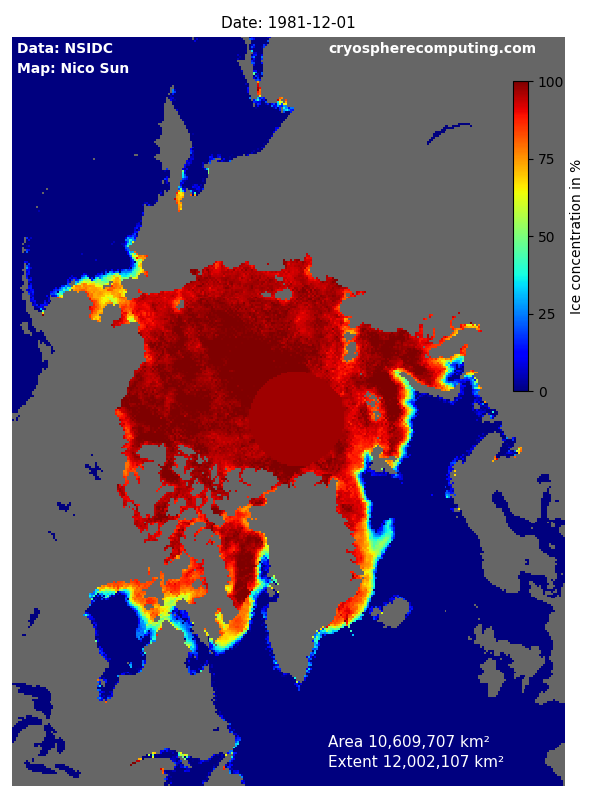 Date: 1981-12-01
Data: NSIDC
Map: Nico Sun
cryospherecomputing.com
100
75
50
25
0
Ice concentration in %
Area 10,609,707 km²
Extent 12,002,107 km²